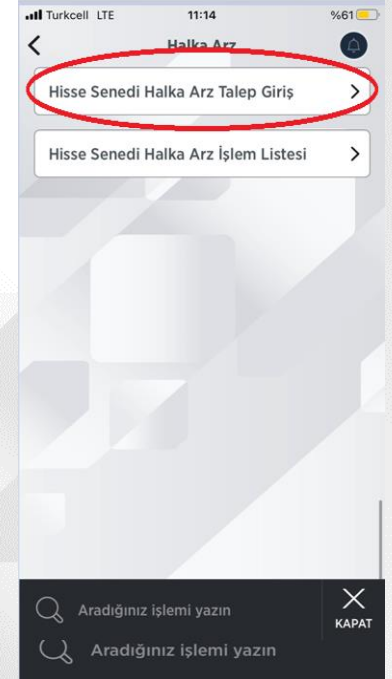 Turkcell LTE 11:14 %61
Halka Arz
Hisse Senedi Halka Arz Talep Giriş
Hisse Senedi Halka Arz İşlem Listesi
Aradığınız işlemi yazın
KAPAT
Aradığınız işlemi yazın